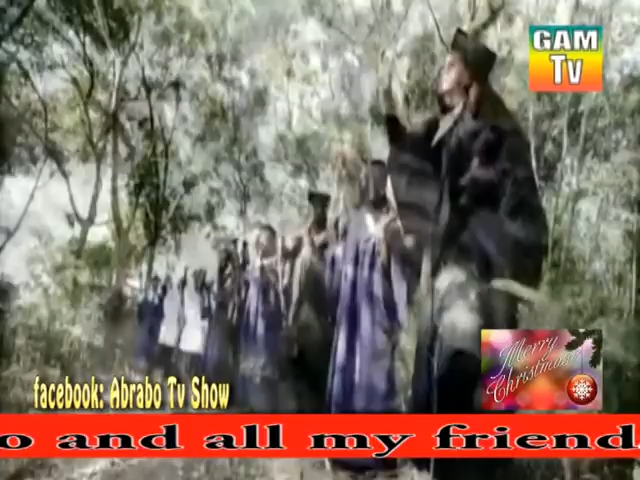 GAM
Tv
Merry
Christmas
facebook: Abrabo Tv Show
o and all my friend